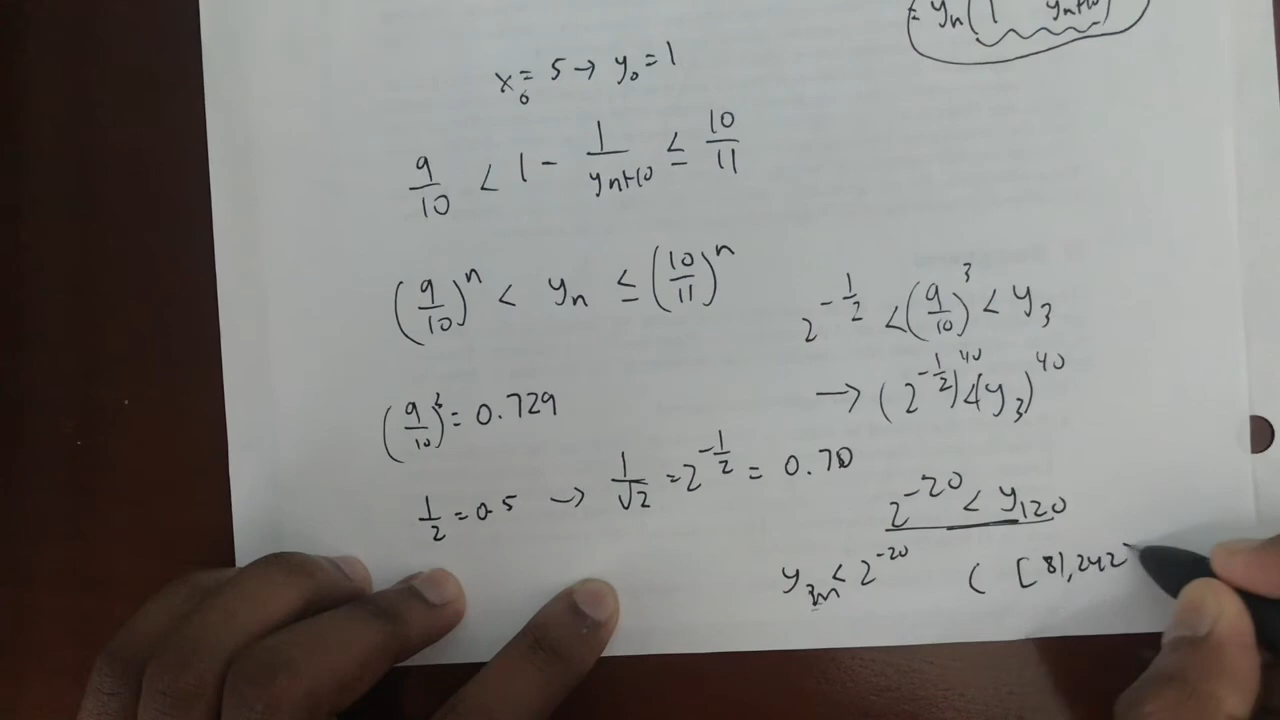 = yₙ(1 yₙ+10)
x₀ = 5 → y₀ = 1
9/10 < 1 - 1/(yₙ+10) ≤ 10/11
(9/10)ⁿ < yₙ ≤ (10/11)ⁿ
(9/10)³ = 0.729
1/2 = 0.5 → 1/√2 = 2^(-1/2) = 0.70
2^(-1/2) < (9/10)³ < y₃
→ (2^(-1/2))^40 < (y₃)^40
2^(-20) < y₁₂₀
yₘ < 2^(-20) ( [81,242